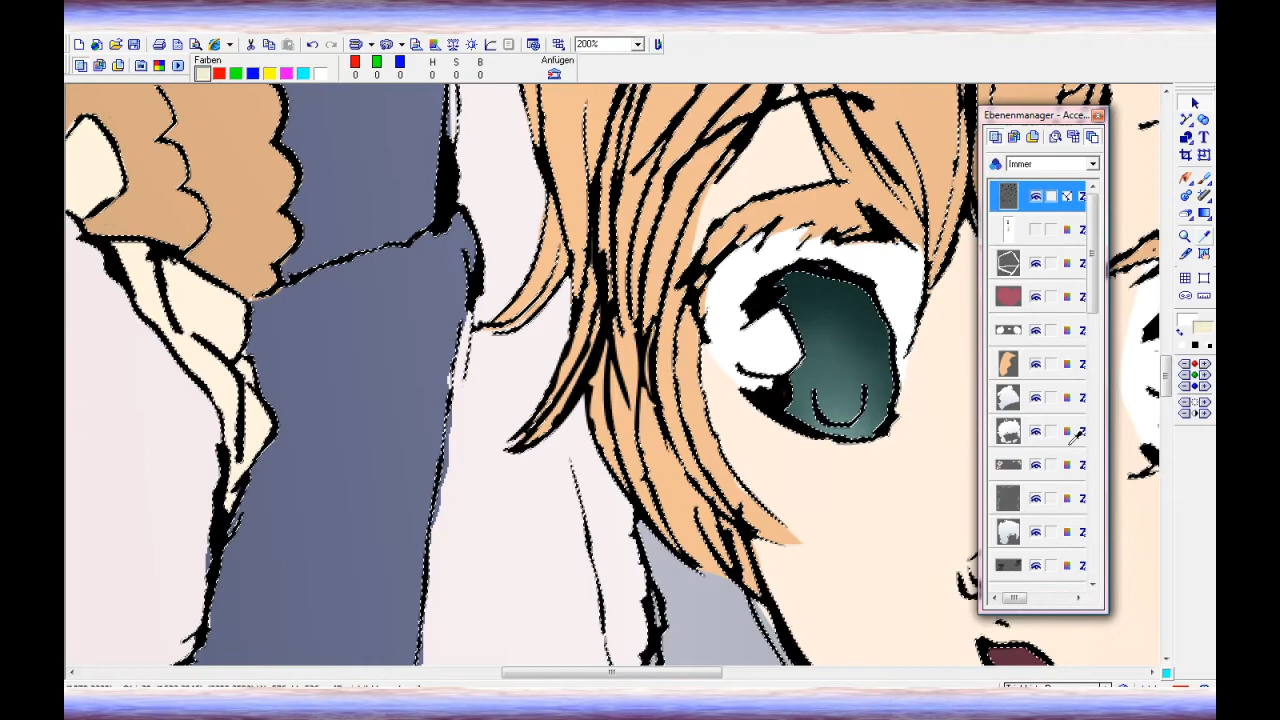 200%
Farben
H S B
Anfügen
0 0 0 0 0 0
Ebenenmanager - Acce...
Immer